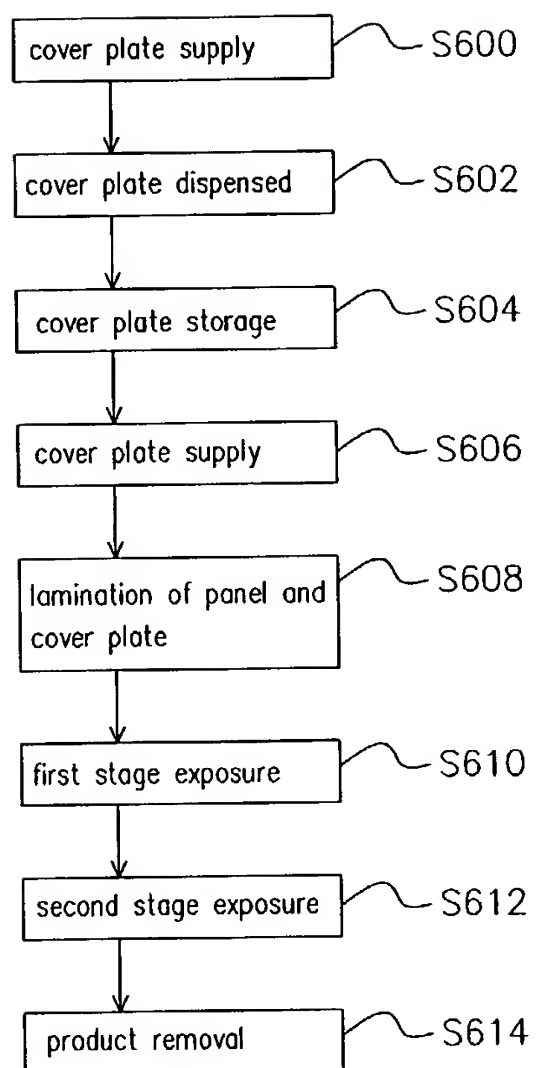 cover plate supply
S600
cover plate dispensed
S602
cover plate storage
S604
cover plate supply
S606
lamination of panel and
cover plate
S608
first stage exposure
S610
second stage exposure
S612
product removal
S614